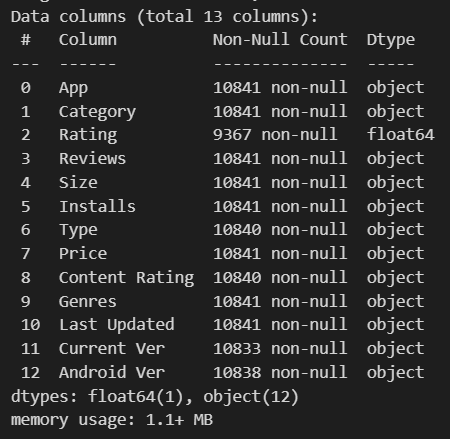 Data columns (total 13 columns):
 #   Column          Non-Null Count  Dtype
---  ------          --------------  -----
 0   App             10841 non-null  object
 1   Category        10841 non-null  object
 2   Rating          9367 non-null   float64
 3   Reviews         10841 non-null  object
 4   Size            10841 non-null  object
 5   Installs        10841 non-null  object
 6   Type            10840 non-null  object
 7   Price           10841 non-null  object
 8   Content Rating  10840 non-null  object
 9   Genres          10841 non-null  object
 10  Last Updated    10841 non-null  object
 11  Current Ver     10833 non-null  object
 12  Android Ver     10838 non-null  object
dtypes: float64(1), object(12)
memory usage: 1.1+ MB